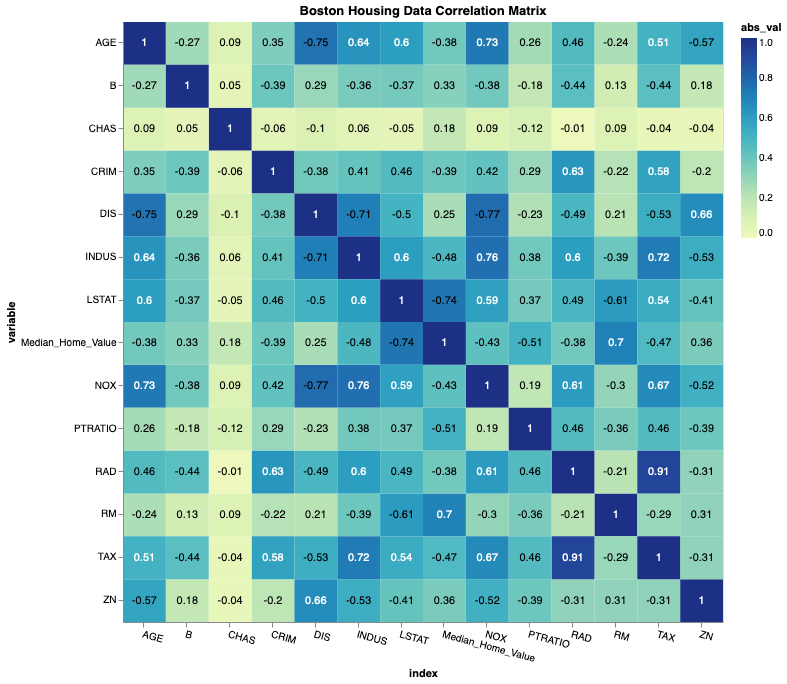 Boston Housing Data Correlation Matrix
abs_val
AGE 1 -0.27 0.09 0.35 -0.75 0.64 0.6 -0.38 0.73 0.26 0.46 -0.24 0.51 -0.57
B -0.27 1 0.05 -0.39 0.29 -0.36 -0.37 0.33 -0.38 -0.18 -0.44 0.13 -0.44 0.18
CHAS 0.09 0.05 1 -0.06 -0.1 0.06 -0.05 0.18 0.09 -0.12 -0.01 0.09 -0.04 -0.04
CRIM 0.35 -0.39 -0.06 1 -0.38 0.41 0.46 -0.39 0.42 0.29 0.63 -0.22 0.58 -0.2
DIS -0.75 0.29 -0.1 -0.38 1 -0.71 -0.5 0.25 -0.77 -0.23 -0.49 0.21 -0.53 0.66
INDUS 0.64 -0.36 0.06 0.41 -0.71 1 0.6 -0.48 0.76 0.38 0.6 -0.39 0.72 -0.53
LSTAT 0.6 -0.37 -0.05 0.46 -0.5 0.6 1 -0.74 0.59 0.37 0.49 -0.61 0.54 -0.41
Median_Home_Value -0.38 0.33 0.18 -0.39 0.25 -0.48 -0.74 1 -0.43 -0.51 -0.38 0.7 -0.47 0.36
NOX 0.73 -0.38 0.09 0.42 -0.77 0.76 0.59 -0.43 1 0.19 0.61 -0.3 0.67 -0.52
PTRATIO 0.26 -0.18 -0.12 0.29 -0.23 0.38 0.37 -0.51 0.19 1 0.46 -0.36 0.46 -0.39
RAD 0.46 -0.44 -0.01 0.63 -0.49 0.6 0.49 -0.38 0.61 0.46 1 -0.21 0.91 -0.31
RM -0.24 0.13 0.09 -0.22 0.21 -0.39 -0.61 0.7 -0.3 -0.36 -0.21 1 -0.29 0.31
TAX 0.51 -0.44 -0.04 0.58 -0.53 0.72 0.54 -0.47 0.67 0.46 0.91 -0.29 1 -0.31
ZN -0.57 0.18 -0.04 -0.2 0.66 -0.53 -0.41 0.36 -0.52 -0.39 -0.31 0.31 -0.31 1
AGE B CHAS CRIM DIS INDUS LSTAT Median_Home_Value NOX PTRATIO RAD RM TAX ZN
index
variable
1.0
0.8
0.6
0.4
0.2
0.0